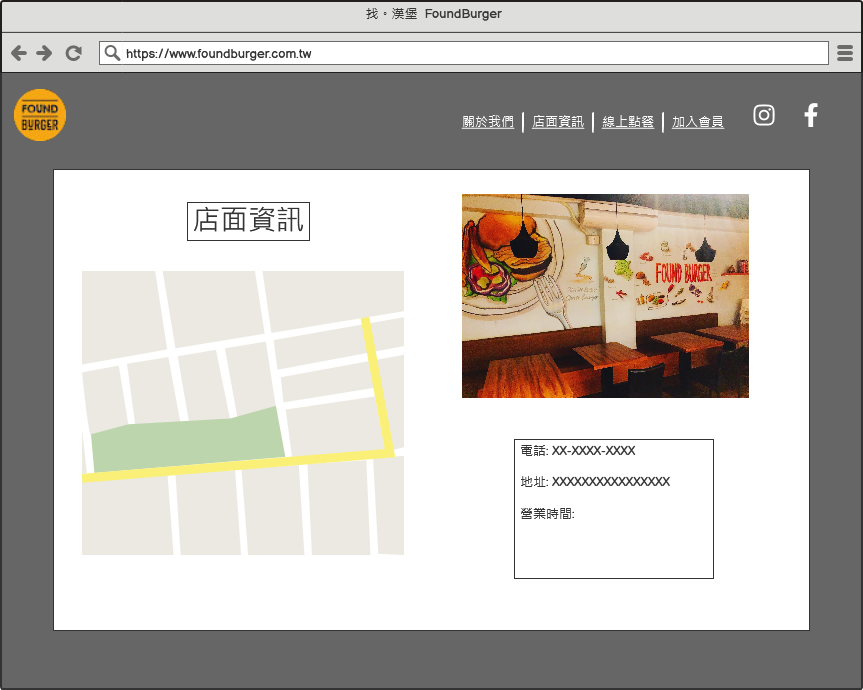 找。漢堡 FoundBurger
https://www.foundburger.com.tw
FOUND
BURGER
關於我們 | 店面資訊 | 線上點餐 | 加入會員
店面資訊
FOUND BURGER
電話: XX-XXXX-XXXX
地址: XXXXXXXXXXXXXXXX
營業時間: